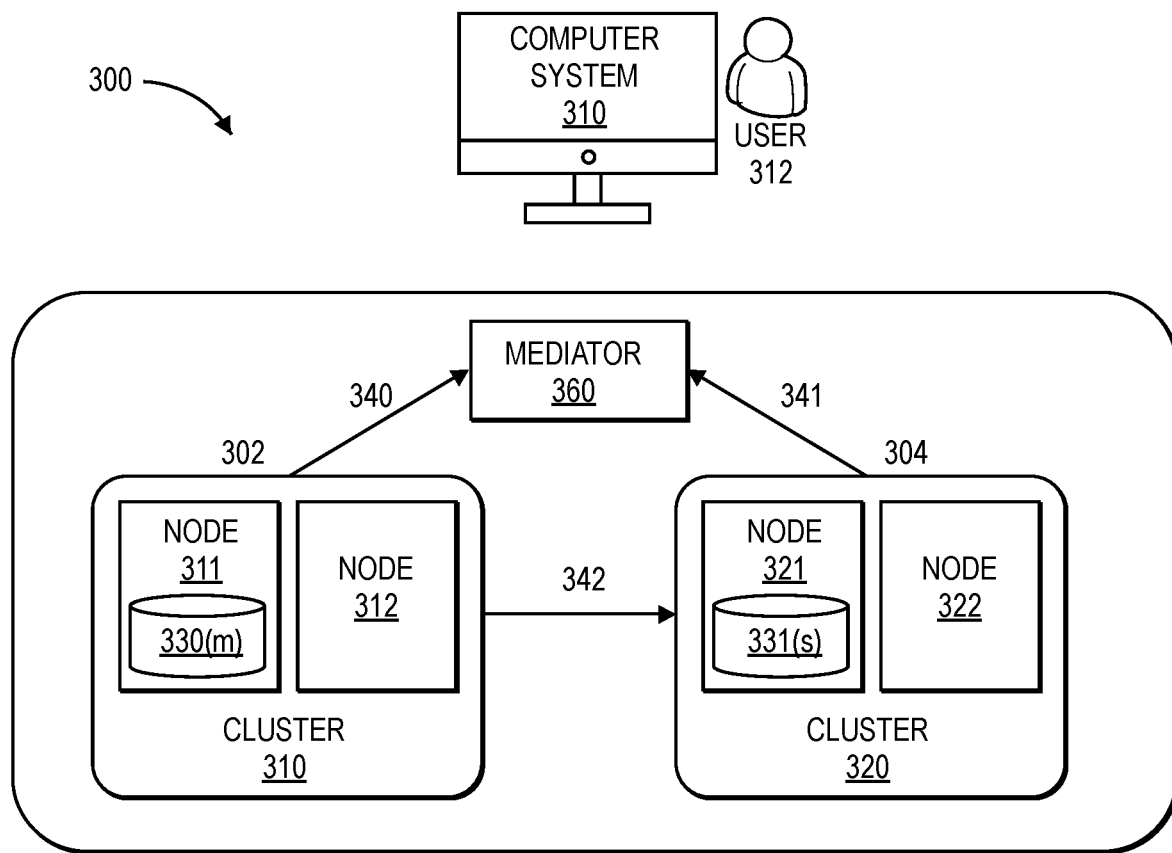 COMPUTER
SYSTEM
310
300
USER
312
MEDIATOR
360
340
341
302
304
NODE
311
330(m)
NODE
312
CLUSTER
310
342
NODE
321
331(s)
NODE
322
CLUSTER
320